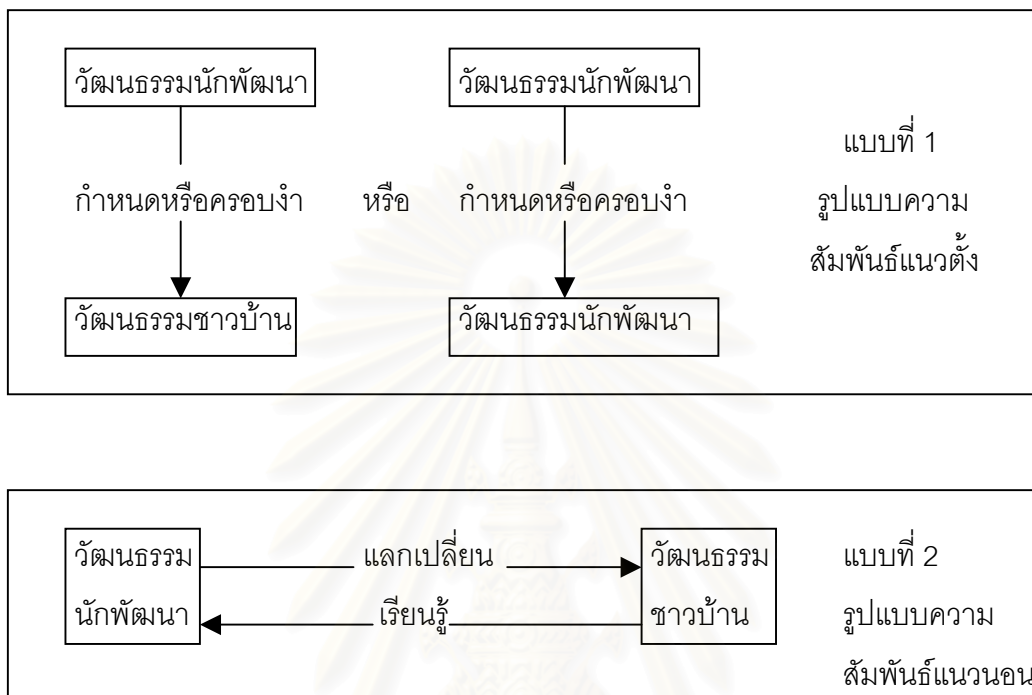 วัฒนธรรมนักพัฒนา วัฒนธรรมนักพัฒนา
แบบที่ 1
กำหนดหรือครอบงำ หรือ กำหนดหรือครอบงำ รูปแบบความ
สัมพันธ์แนวตั้ง
วัฒนธรรมชาวบ้าน วัฒนธรรมนักพัฒนา
วัฒนธรรม แลกเปลี่ยน วัฒนธรรม แบบที่ 2
นักพัฒนา เรียนรู้ ชาวบ้าน รูปแบบความ
สัมพันธ์แนวนอน